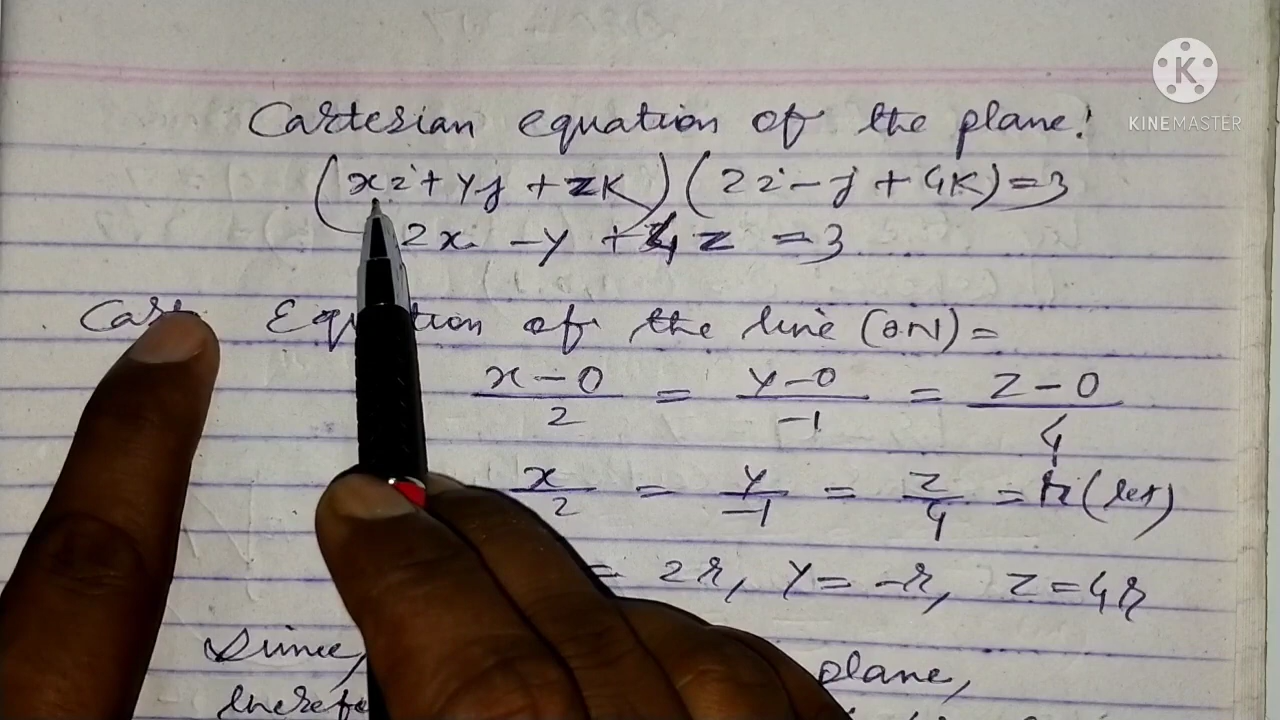 Cartesian equation of the plane:
KINEMASTER
(xi + yj + zk) (2i - j + 4k) = 3
2x - y + 4z = 3
Equation of the line (ON) =
x - 0 / 2 = y - 0 / -1 = z - 0 / 4
x / 2 = y / -1 = z / 4 = r (let)
= 2r, y = -r, z = 4r
Since, plane,